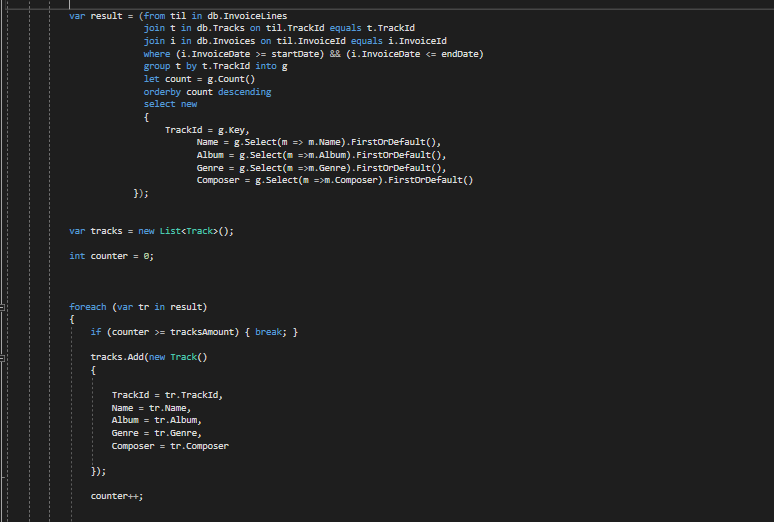 var result = (from til in db.InvoiceLines
join t in db.Tracks on til.TrackId equals t.TrackId
join i in db.Invoices on til.InvoiceId equals i.InvoiceId
where (i.InvoiceDate >= startDate) && (i.InvoiceDate <= endDate)
group t by t.TrackId into g
let count = g.Count()
orderby count descending
select new
{
TrackId = g.Key,
Name = g.Select(m => m.Name).FirstOrDefault(),
Album = g.Select(m =>m.Album).FirstOrDefault(),
Genre = g.Select(m =>m.Genre).FirstOrDefault(),
Composer = g.Select(m =>m.Composer).FirstOrDefault()
});
var tracks = new List<Track>();
int counter = 0;
foreach (var tr in result)
{
if (counter >= tracksAmount) { break; }
tracks.Add(new Track()
{
TrackId = tr.TrackId,
Name = tr.Name,
Album = tr.Album,
Genre = tr.Genre,
Composer = tr.Composer
});
counter++;